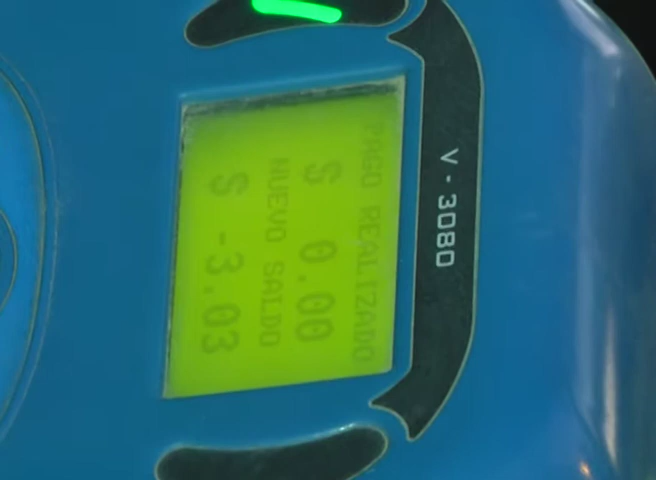 V - 3080
PAGO REALIZADO
$ 0.00
NUEVO SALDO
$ -3.03